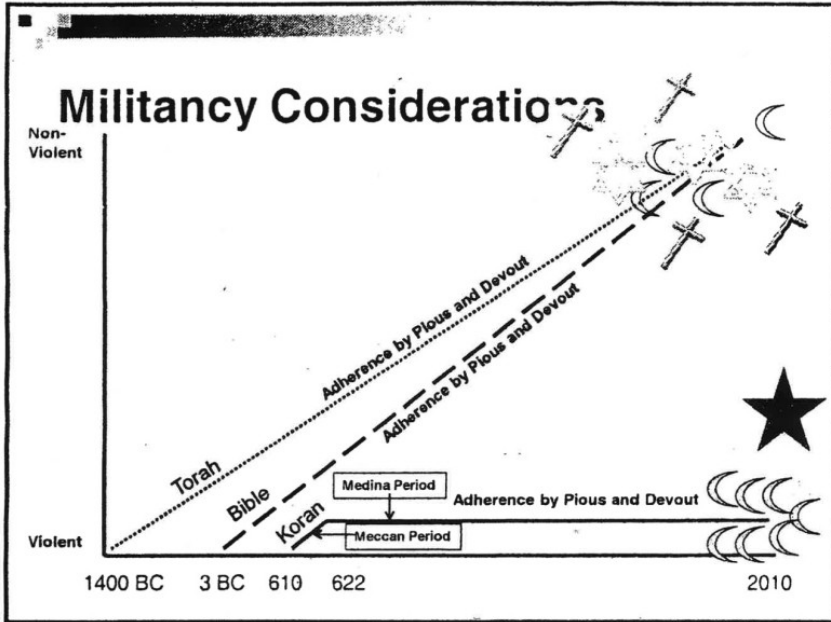 Militancy Considerations
Non-
Violent
Adherence by Pious and Devout
Adherence by Pious and Devout
Torah
Bible
Koran
Medina Period
Adherence by Pious and Devout
Meccan Period
Violent
1400 BC 3 BC 610 622 2010